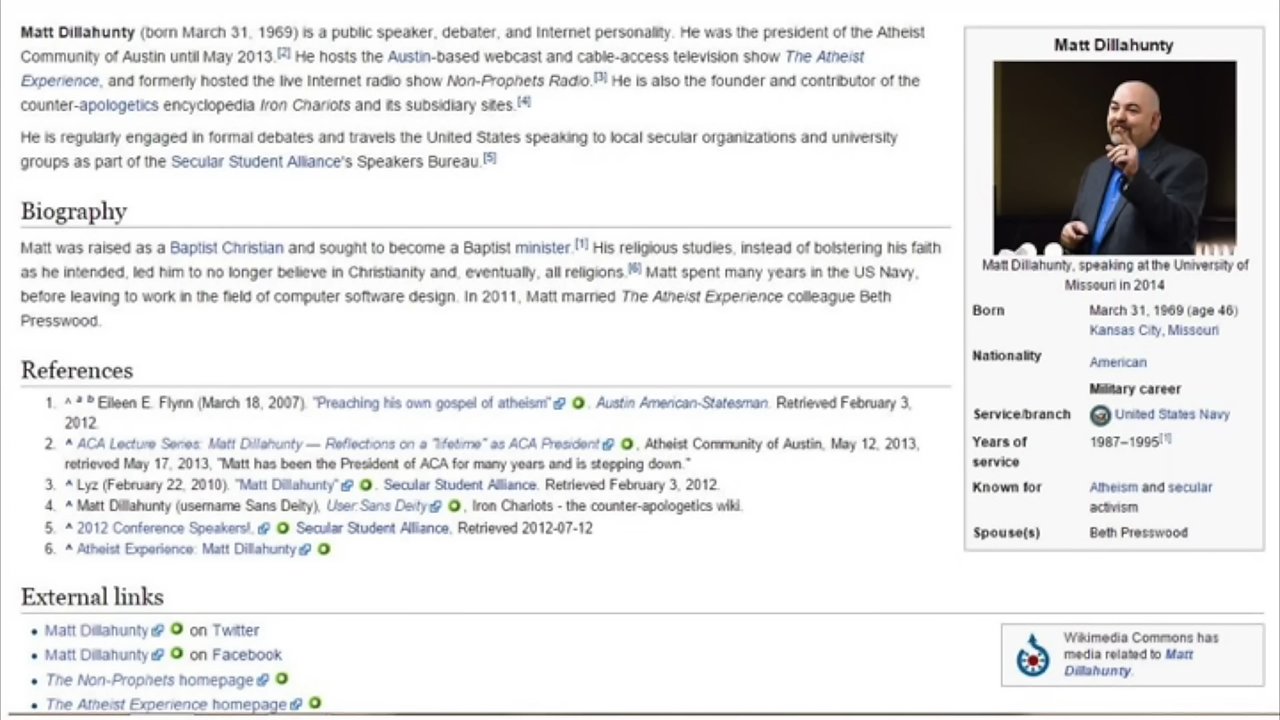 Matt Dillahunty (born March 31, 1969) is a public speaker, debater, and Internet personality. He was the president of the Atheist
Community of Austin until May 2013.[2] He hosts the Austin-based webcast and cable-access television show The Atheist
Experience, and formerly hosted the live Internet radio show Non-Prophets Radio.[3] He is also the founder and contributor of the
counter-apologetics encyclopedia Iron Chariots and its subsidiary sites.[4]
He is regularly engaged in formal debates and travels the United States speaking to local secular organizations and university
groups as part of the Secular Student Alliance's Speakers Bureau.[5]
Biography
Matt was raised as a Baptist Christian and sought to become a Baptist minister.[1] His religious studies, instead of bolstering his faith
as he intended, led him to no longer believe in Christianity and, eventually, all religions.[6] Matt spent many years in the US Navy,
before leaving to work in the field of computer software design. In 2011, Matt married The Atheist Experience colleague Beth
Presswood.
References
1. ^ a b Eileen E. Flynn (March 18, 2007). "Preaching his own gospel of atheism". Austin American-Statesman. Retrieved February 3,
2012.
2. ^ ACA Lecture Series: Matt Dillahunty — Reflections on a "lifetime" as ACA President, Atheist Community of Austin, May 12, 2013,
retrieved May 17, 2013, "Matt has been the President of ACA for many years and is stepping down."
3. ^ Lyz (February 22, 2010). "Matt Dillahunty". Secular Student Alliance. Retrieved February 3, 2012.
4. ^ Matt Dillahunty (username Sans Deity), User:Sans Deity, Iron Chariots - the counter-apologetics wiki.
5. ^ 2012 Conference Speakers!, Secular Student Alliance, Retrieved 2012-07-12
6. ^ Atheist Experience: Matt Dillahunty
External links
• Matt Dillahunty on Twitter
• Matt Dillahunty on Facebook
• The Non-Prophets homepage
• The Atheist Experience homepage
Matt Dillahunty
Matt Dillahunty, speaking at the University of
Missouri in 2014
Born March 31, 1969 (age 46)
Kansas City, Missouri
Nationality American
Military career
Service/branch United States Navy
Years of 1987–1995[1]
service
Known for Atheism and secular
activism
Spouse(s) Beth Presswood
Wikimedia Commons has
media related to Matt
Dillahunty.